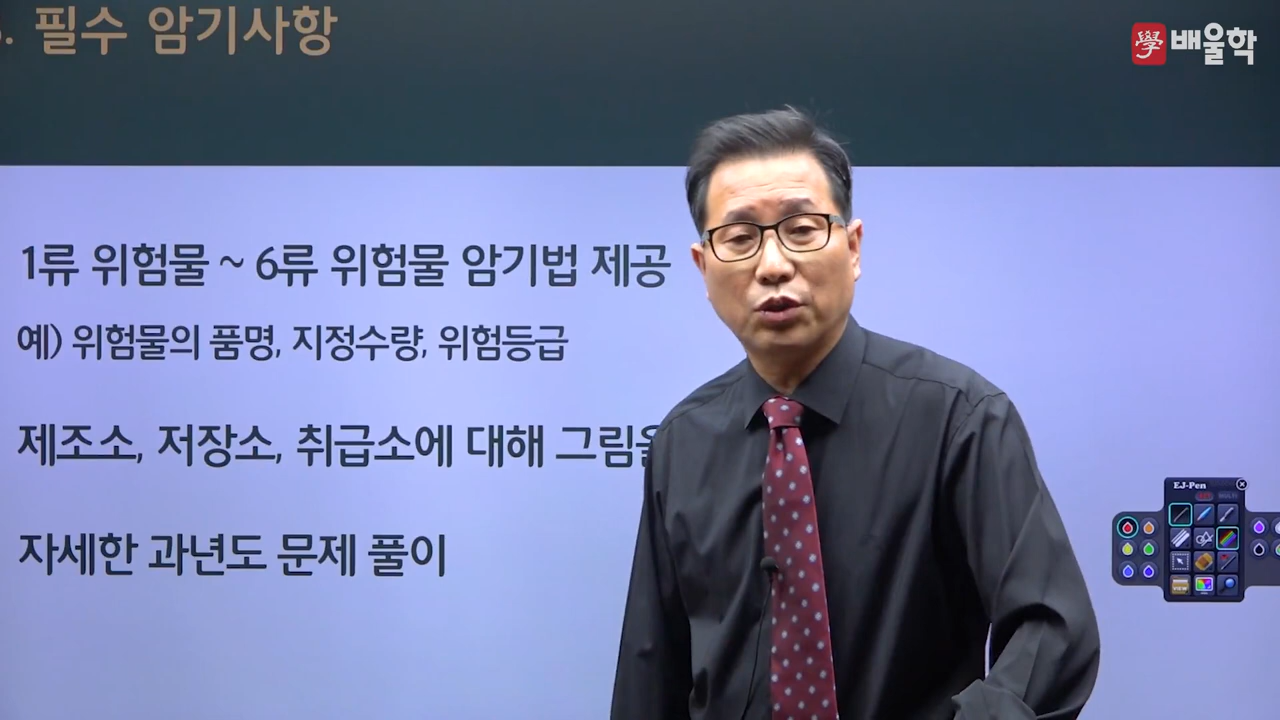 필수 암기사항
學 배울학
1류 위험물 ~ 6류 위험물 암기법 제공
예) 위험물의 품명, 지정수량, 위험등급
제조소, 저장소, 취급소에 대해 그림을
자세한 과년도 문제 풀이
EJ-Pen